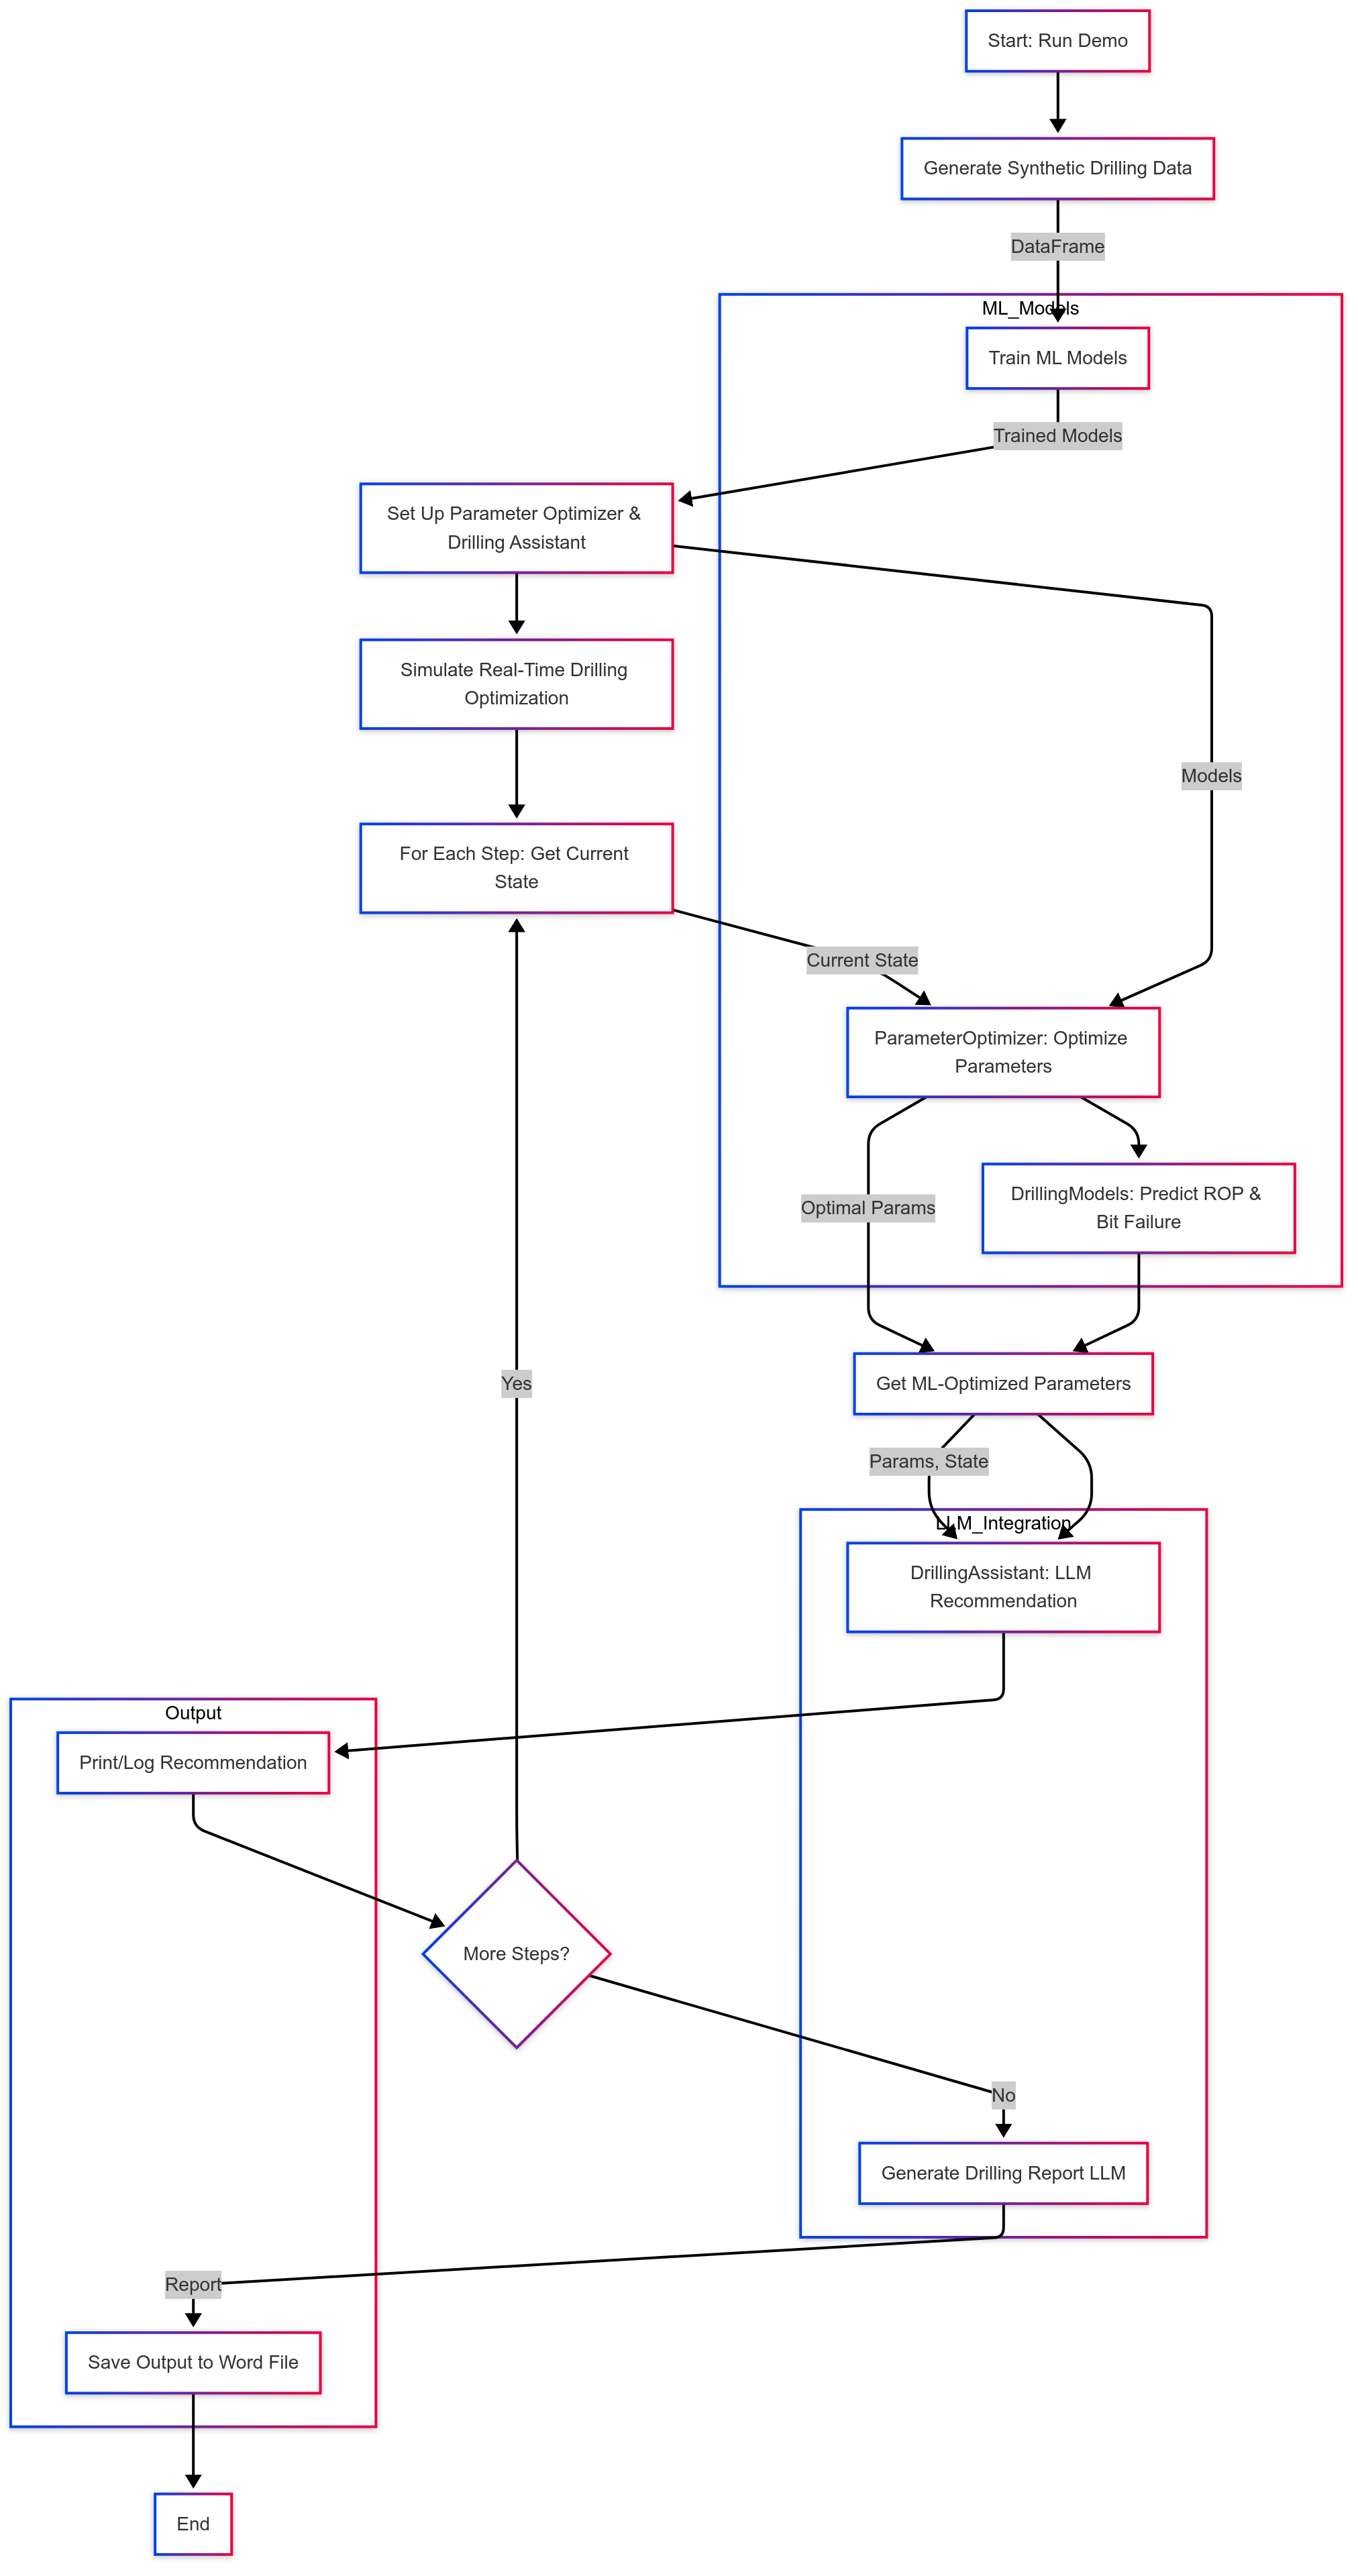 Start: Run Demo
Generate Synthetic Drilling Data
DataFrame
ML_Models
Train ML Models
Trained Models
Set Up Parameter Optimizer &
Drilling Assistant
Simulate Real-Time Drilling
Optimization
Models
For Each Step: Get Current
State
Current State
ParameterOptimizer: Optimize
Parameters
Optimal Params
DrillingModels: Predict ROP &
Bit Failure
Yes
Get ML-Optimized Parameters
Params, State
LLM_Integration
DrillingAssistant: LLM
Recommendation
Output
Print/Log Recommendation
More Steps?
No
Generate Drilling Report LLM
Report
Save Output to Word File
End